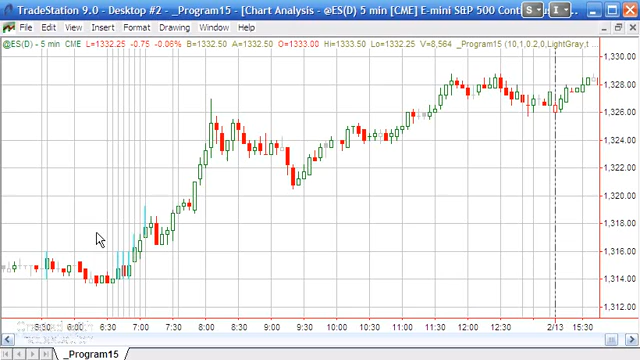 TradeStation 9.0 - Desktop #2 - _Program15 - [Chart Analysis - @ES(D) 5 min [CME] E-mini S&P 500 Cont
S
I
File Edit View Insert Format Drawing Window Help
@ES(D) - 5 min CME L=1332.25 -0.75 -0.06% B=1332.50 A=1332.50 O=1333.00 Hi=1333.50 Lo=1332.25 V=8,564 _Program15 (10,1,0.2,0,LightGray,t
1,330.00
1,328.00
1,326.00
1,324.00
1,322.00
1,320.00
1,318.00
1,316.00
1,314.00
1,312.00
5:30 6:00 6:30 7:00 7:30 8:00 8:30 9:00 9:30 10:00 10:30 11:00 11:30 12:00 12:30 2/13 15:30
_Program15